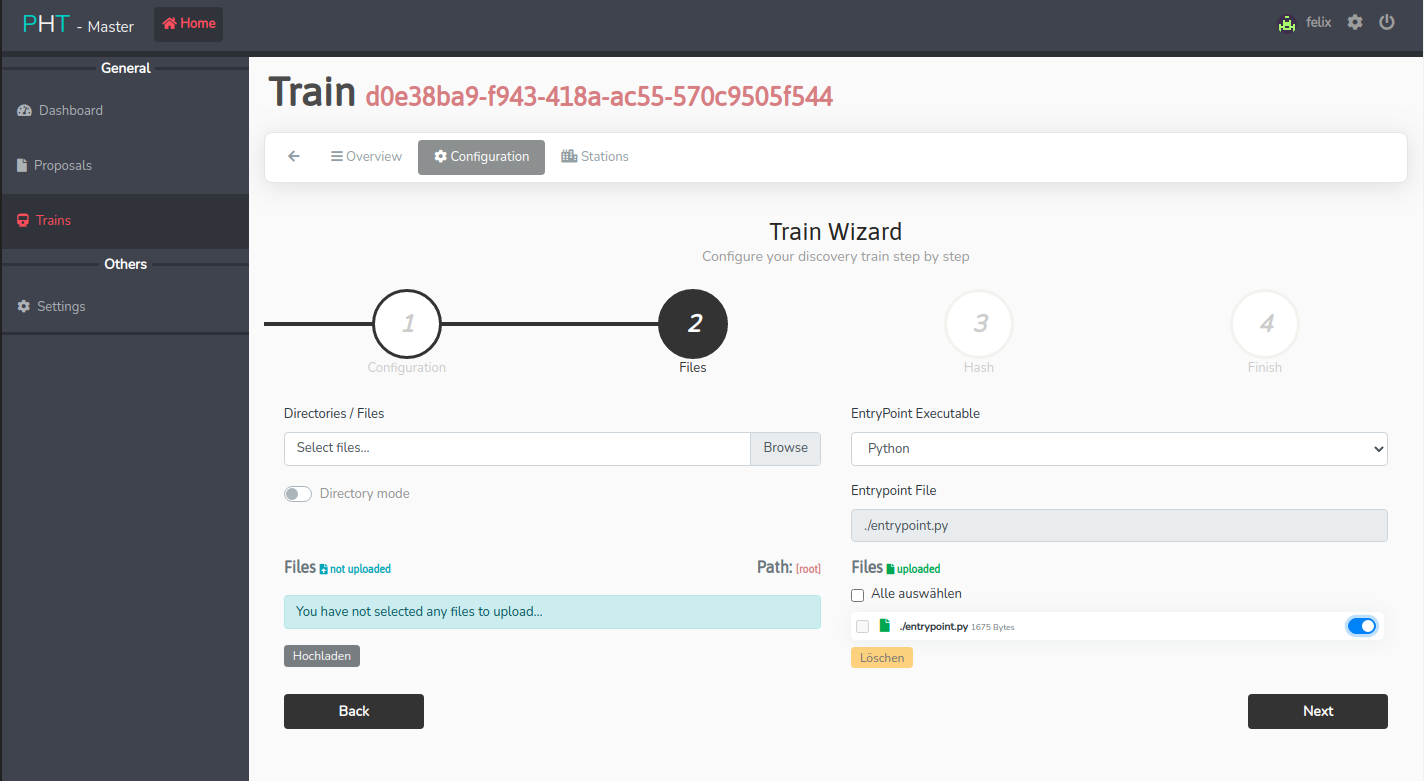 PHT - Master Home felix
General
Dashboard
Proposals
Trains
Others
Settings
Train d0e38ba9-f943-418a-ac55-570c9505f544
Overview Configuration Stations
Train Wizard
Configure your discovery train step by step
1 2 3 4
Configuration Files Hash Finish
Directories / Files
Select files... Browse
Directory mode
EntryPoint Executable
Python
Entrypoint File
./entrypoint.py
Files not uploaded Path: [root]
You have not selected any files to upload...
Hochladen
Files uploaded
Alle auswählen
./entrypoint.py 1675 Bytes
Löschen
Back Next